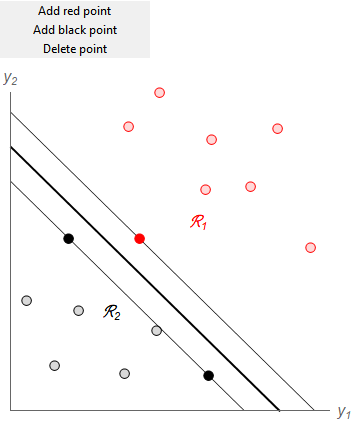 Add red point
Add black point
Delete point
y₂
ℛ₁
ℛ₂
y₁